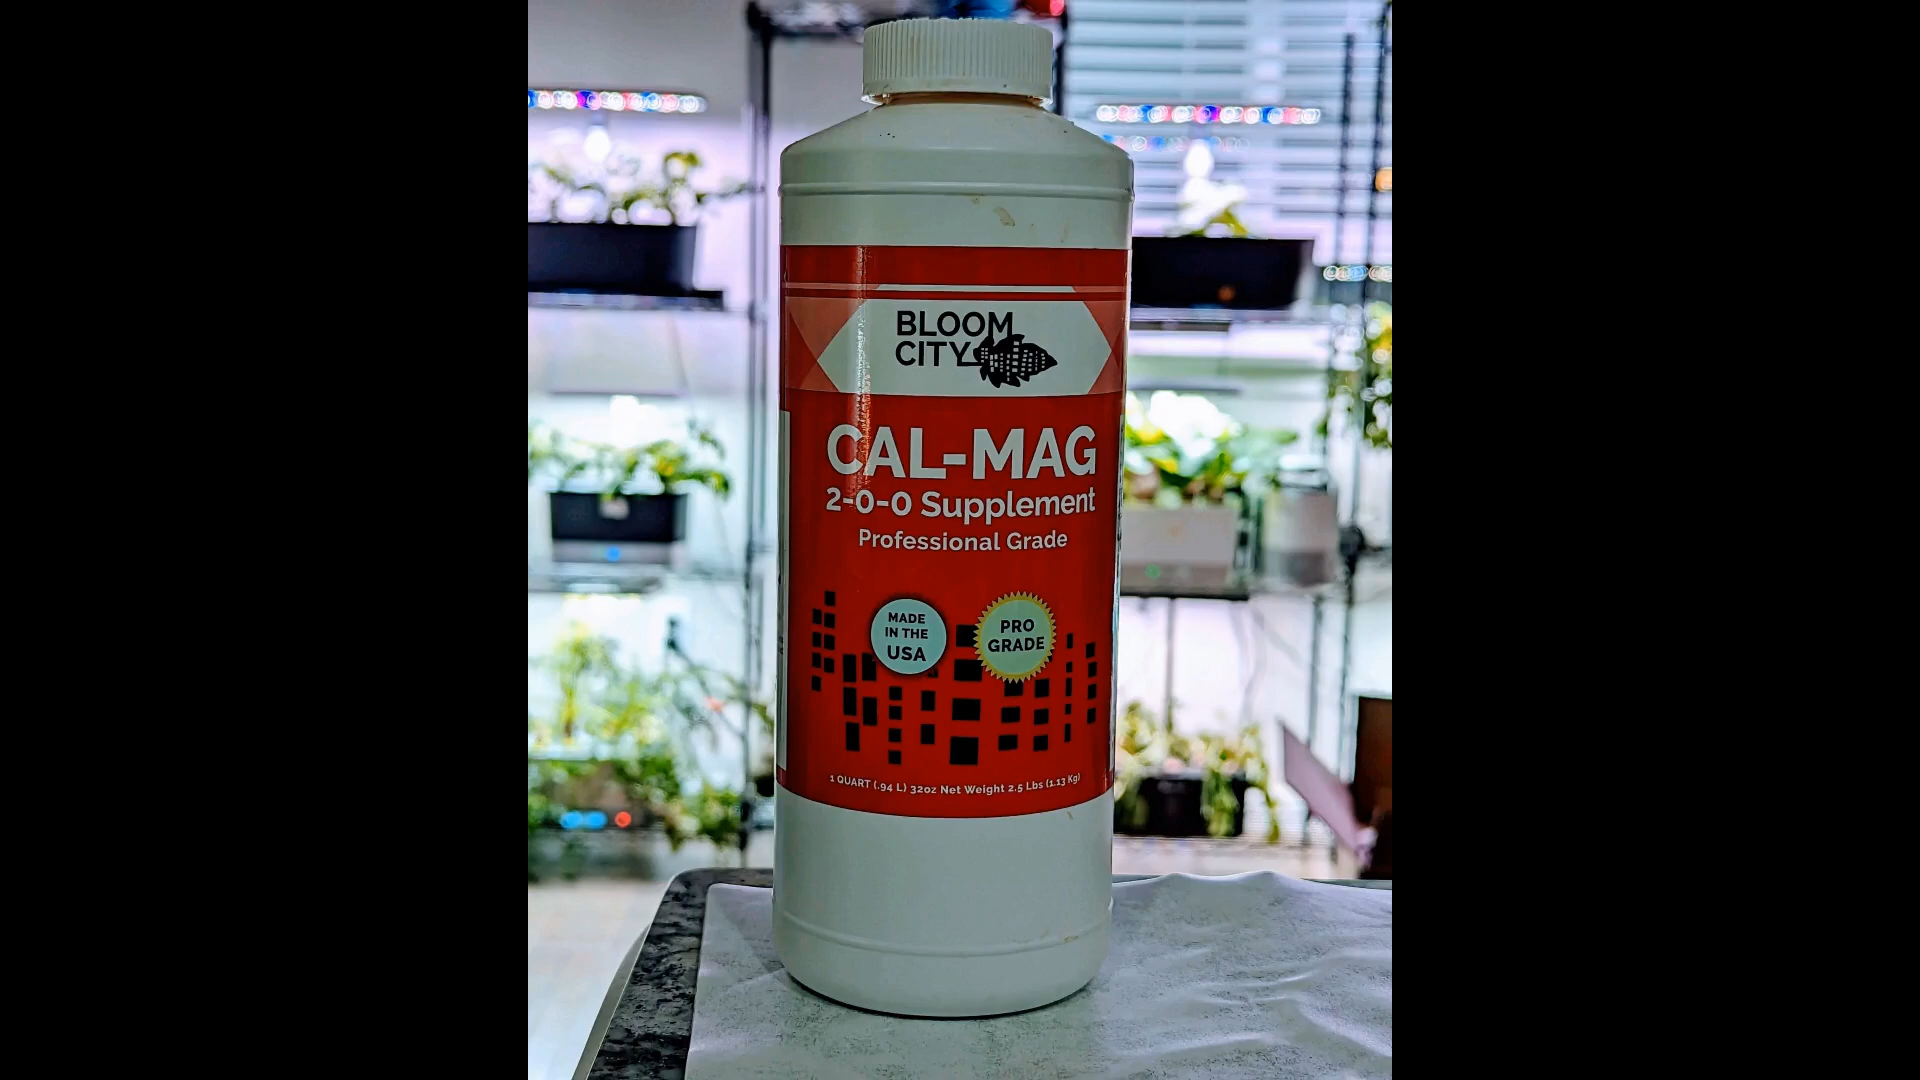 BLOOM
CITY
CAL-MAG
2-0-0 Supplement
Professional Grade
MADE
IN THE
USA
PRO
GRADE
1 QUART (.94 L) 32oz Net Weight 2.5 Lbs (1.13 Kg)